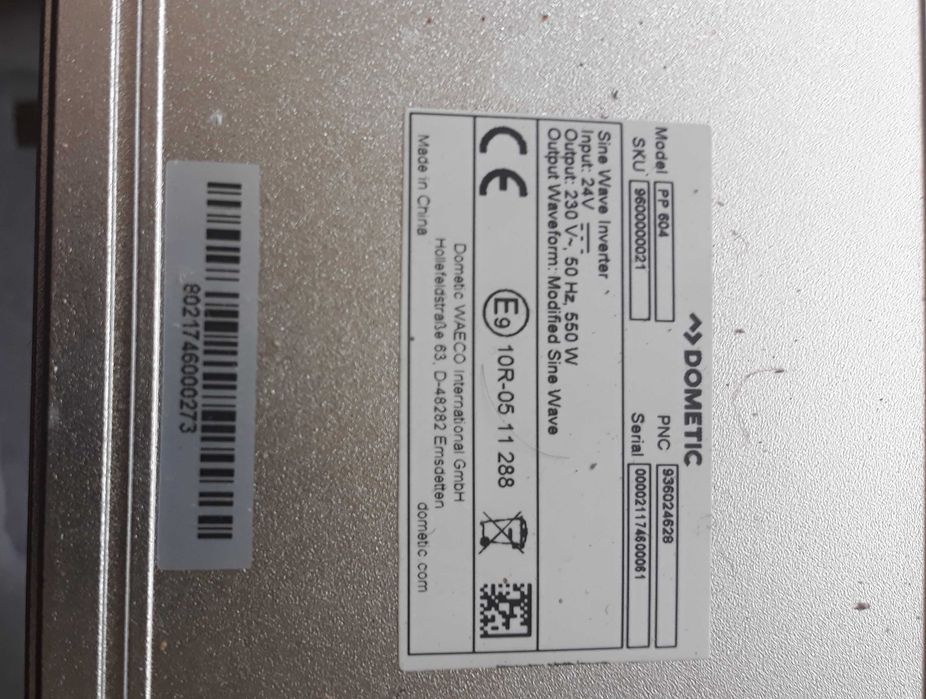 DOMETIC
Model PP 604 PNC 936024628
SKU 9600000021 Serial 000021174600061
Sine Wave Inverter
Input: 24V
Output: 230 V~, 50 Hz, 550 W
Output Waveform: Modified Sine Wave
CE E9 10R-05 11 288
Dometic WAECO International GmbH
Hollefeldstraße 63, D-48282 Emsdetten
Made in China dometic.com
8021746000273